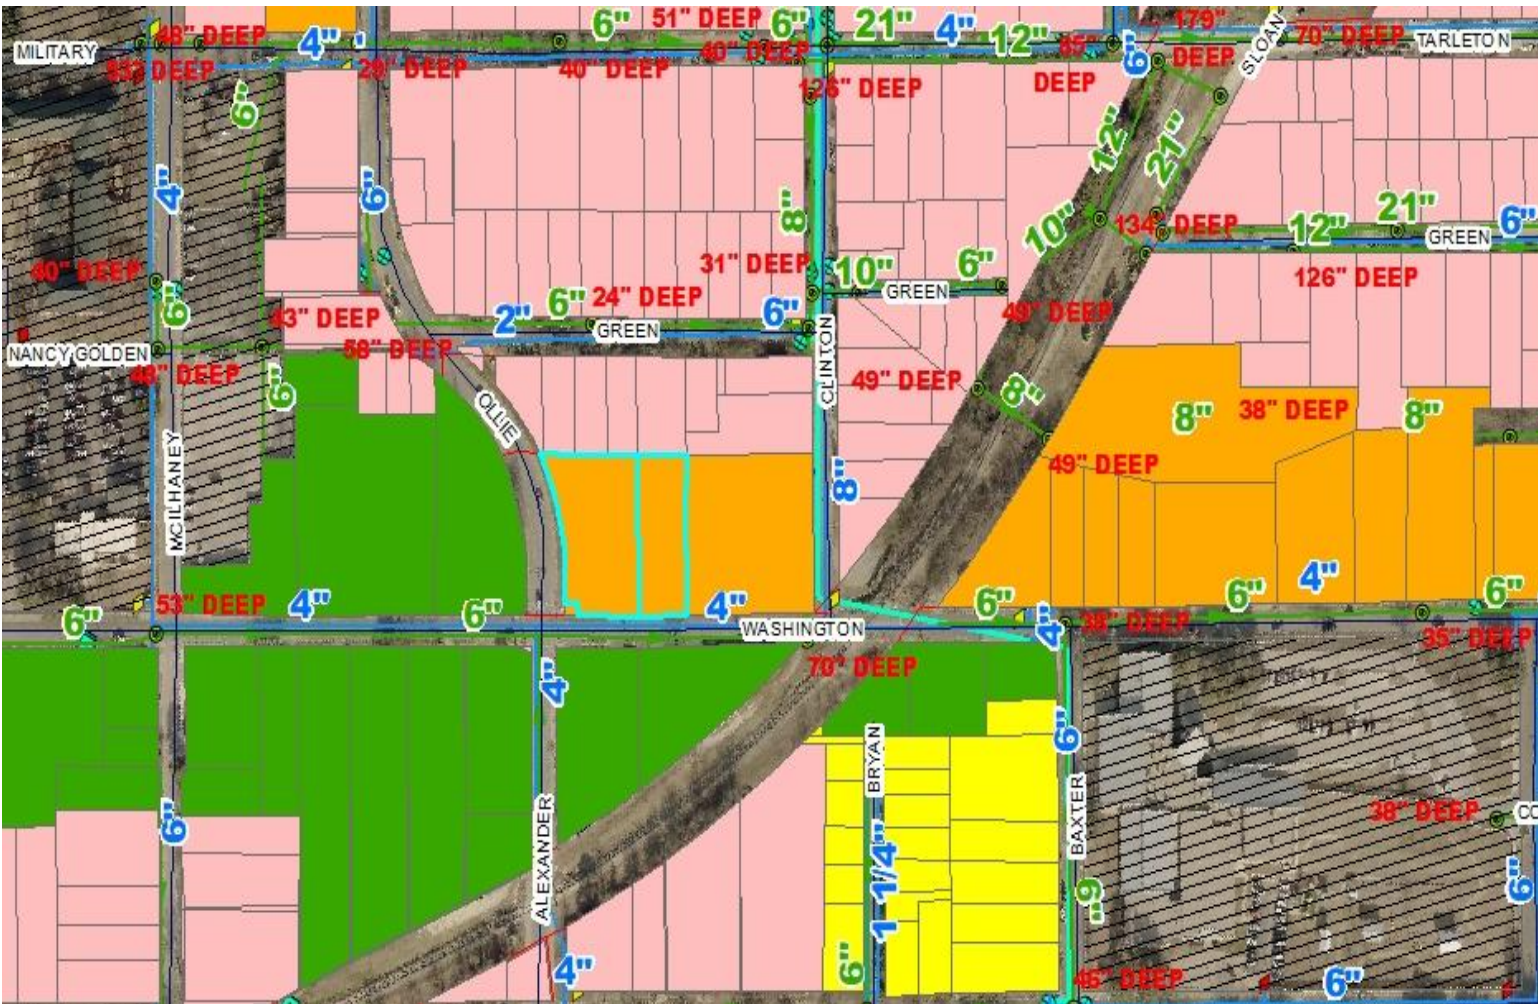 51" DEEP
179"
48" DEEP
4"
6"
6"
21"
4"
12"
85"
DEEP
70" DEEP
SLOAN
MILITARY
TARLETON
40" DEEP
6"
DEEP
DEEP
40" DEEP
126" DEEP
6"
12"
21"
4"
6"
8"
10"
134" DEEP
12"
21"
6"
GREEN
40" DEEP
31" DEEP
10"
6"
GREEN
126" DEEP
6"
43" DEEP
2"
6"
24" DEEP
GREEN
6"
49" DEEP
NANCY GOLDEN
58" DEEP
48" DEEP
6"
OLLIE
CLINTON
49" DEEP
8"
8"
38" DEEP
8"
49" DEEP
MCILHANEY
8"
53" DEEP
4"
6"
6"
4"
WASHINGTON
6"
4"
38" DEEP
6"
4"
6"
35" DEEP
70" DEEP
4"
BRYAN
6"
BAXTER
6"
ALEXANDER
1 1/4"
38" DEEP
CO
6"
6"
4"
6"
46" DEEP
6"